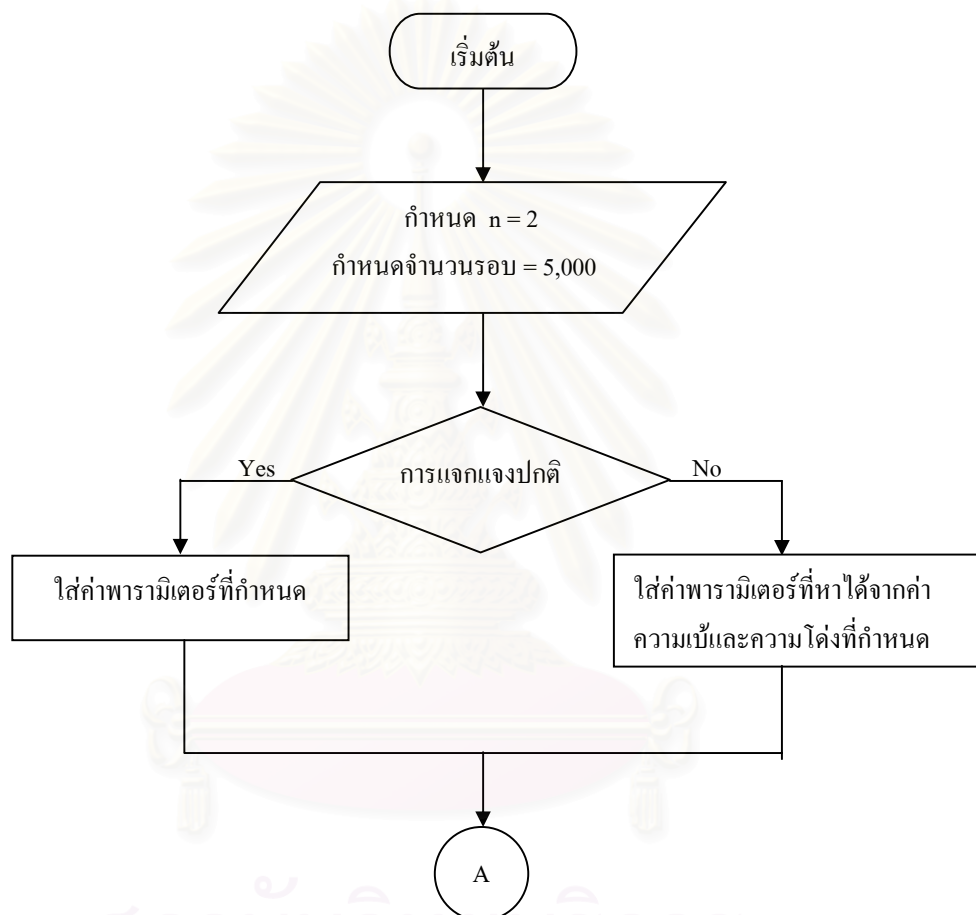 เริ่มต้น
กำหนด n = 2
กำหนดจำนวนรอบ = 5,000
การแจกแจงปกติ
Yes
No
ใส่ค่าพารามิเตอร์ที่กำหนด
ใส่ค่าพารามิเตอร์ที่หาได้จากค่า
ความเบ้และความโด่งที่กำหนด
A